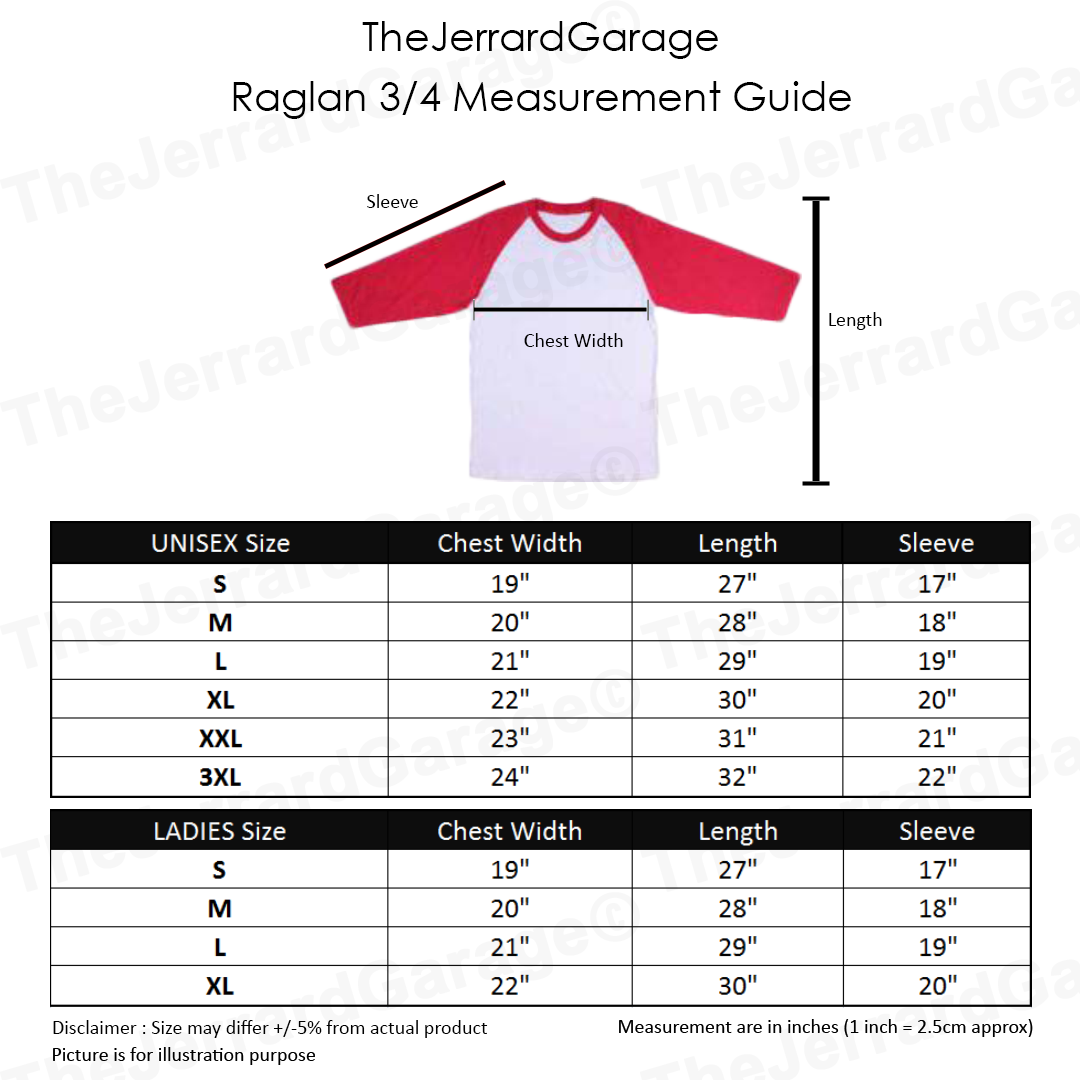 TheJerrardGarage
Raglan 3/4 Measurement Guide
Sleeve
Length
Chest Width
UNISEX Size Chest Width Length Sleeve
S 19" 27" 17"
M 20" 28" 18"
L 21" 29" 19"
XL 22" 30" 20"
XXL 23" 31" 21"
3XL 24" 32" 22"
LADIES Size Chest Width Length Sleeve
S 19" 27" 17"
M 20" 28" 18"
L 21" 29" 19"
XL 22" 30" 20"
Disclaimer : Size may differ +/-5% from actual product
Measurement are in inches (1 inch = 2.5cm approx)
Picture is for illustration purpose
TheJerrardGarage©